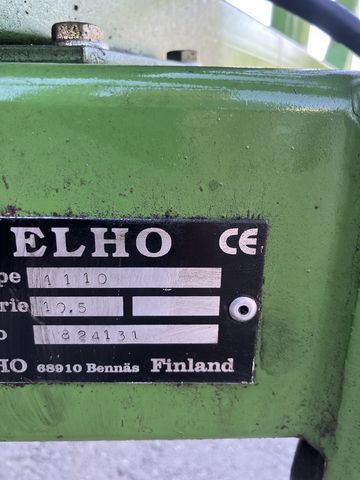 ELHO CE
pe 1110
rie 10.5
o 824131
HO 68910 Bennäs Finland